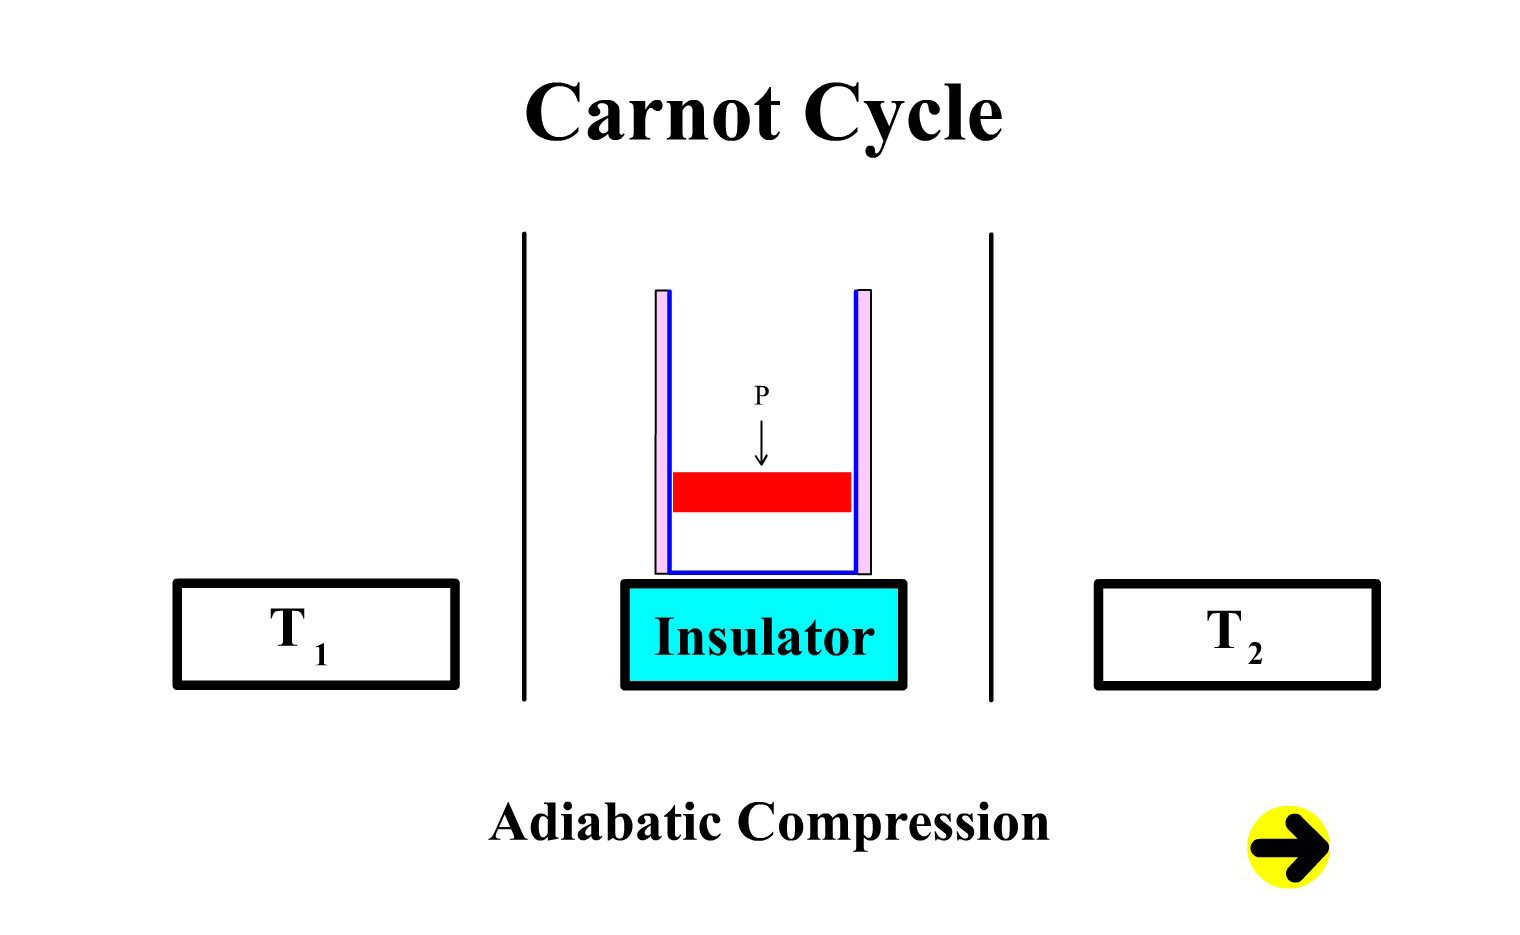 Carnot Cycle
P
T1
Insulator
T2
Adiabatic Compression